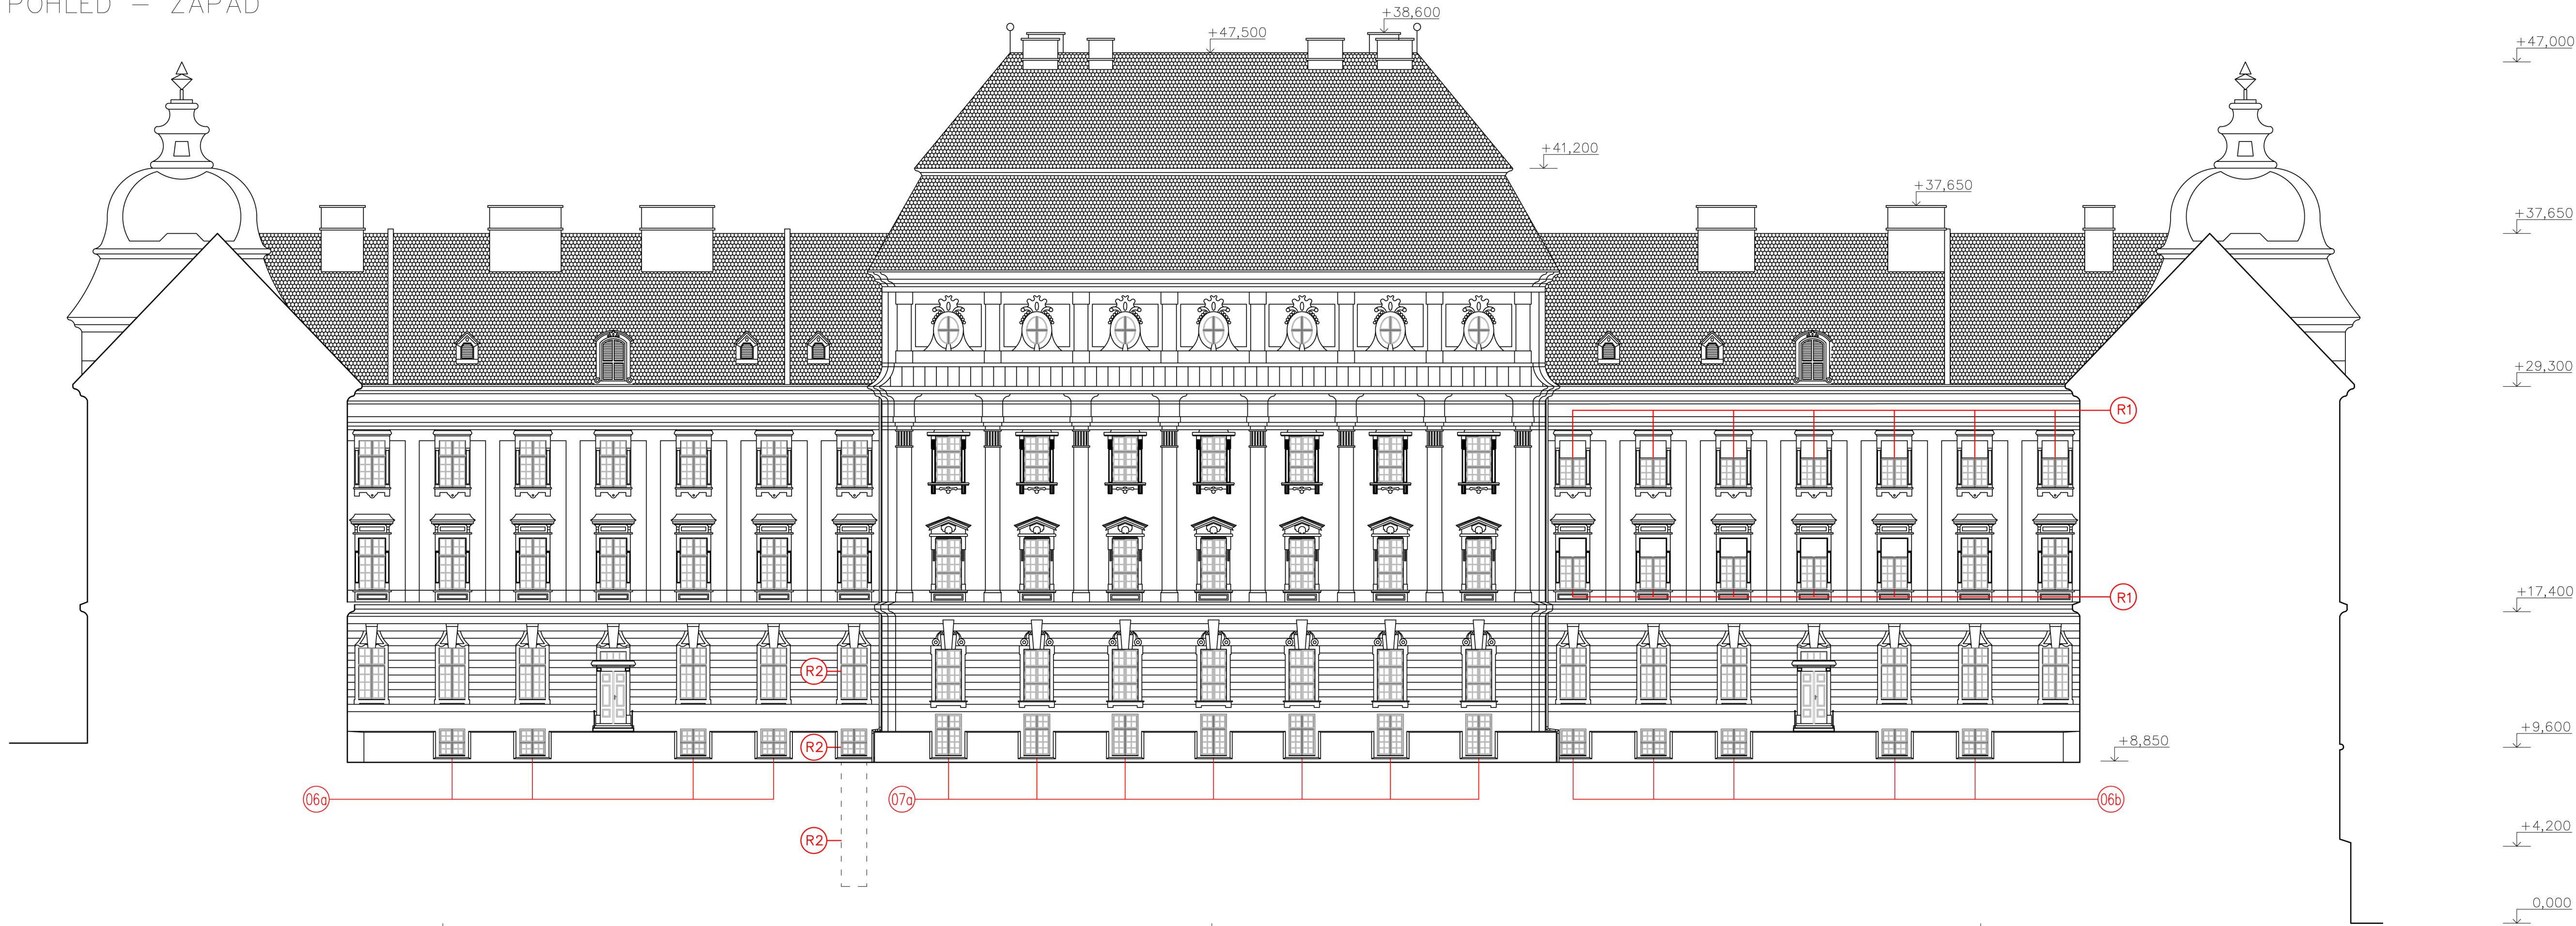 POHLED – ZÁPAD
+38,600
+47,500
+47,000
+41,200
+37,650
+37,650
+29,300
R1
R1
+17,400
R2
+9,600
+8,850
R2
06a
07a
06b
+4,200
R2
0,000